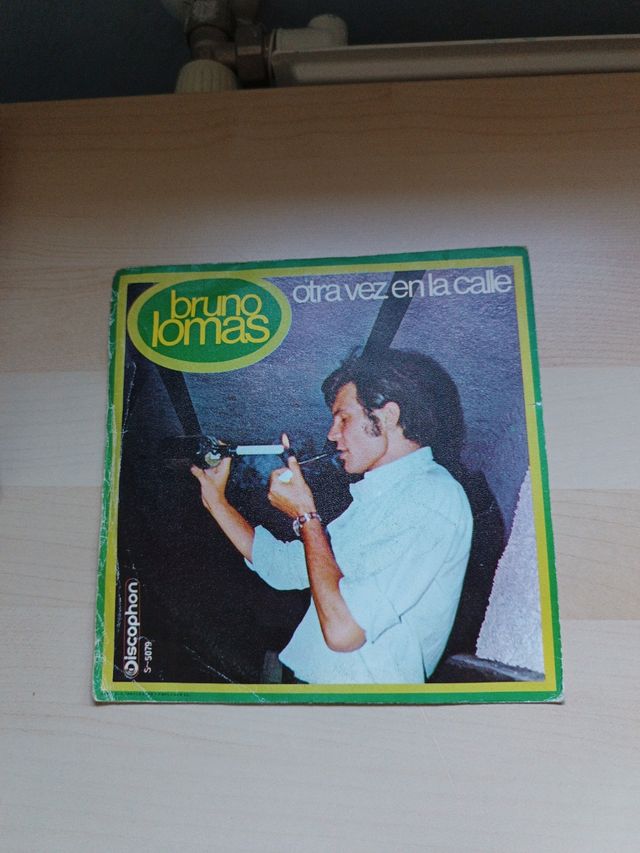 bruno
lomas
otra vez en la calle
Discophon
S-5079